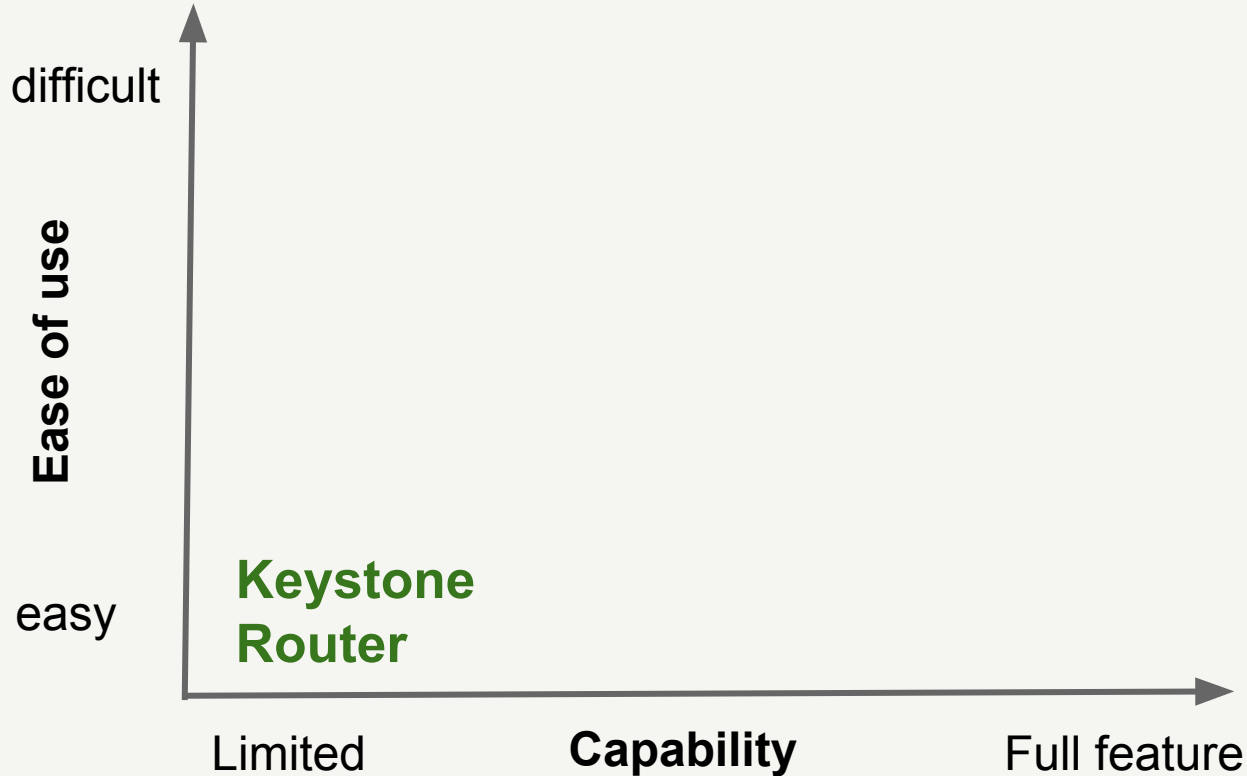 difficult
Ease of use
Keystone
Router
easy
Limited
Capability
Full feature